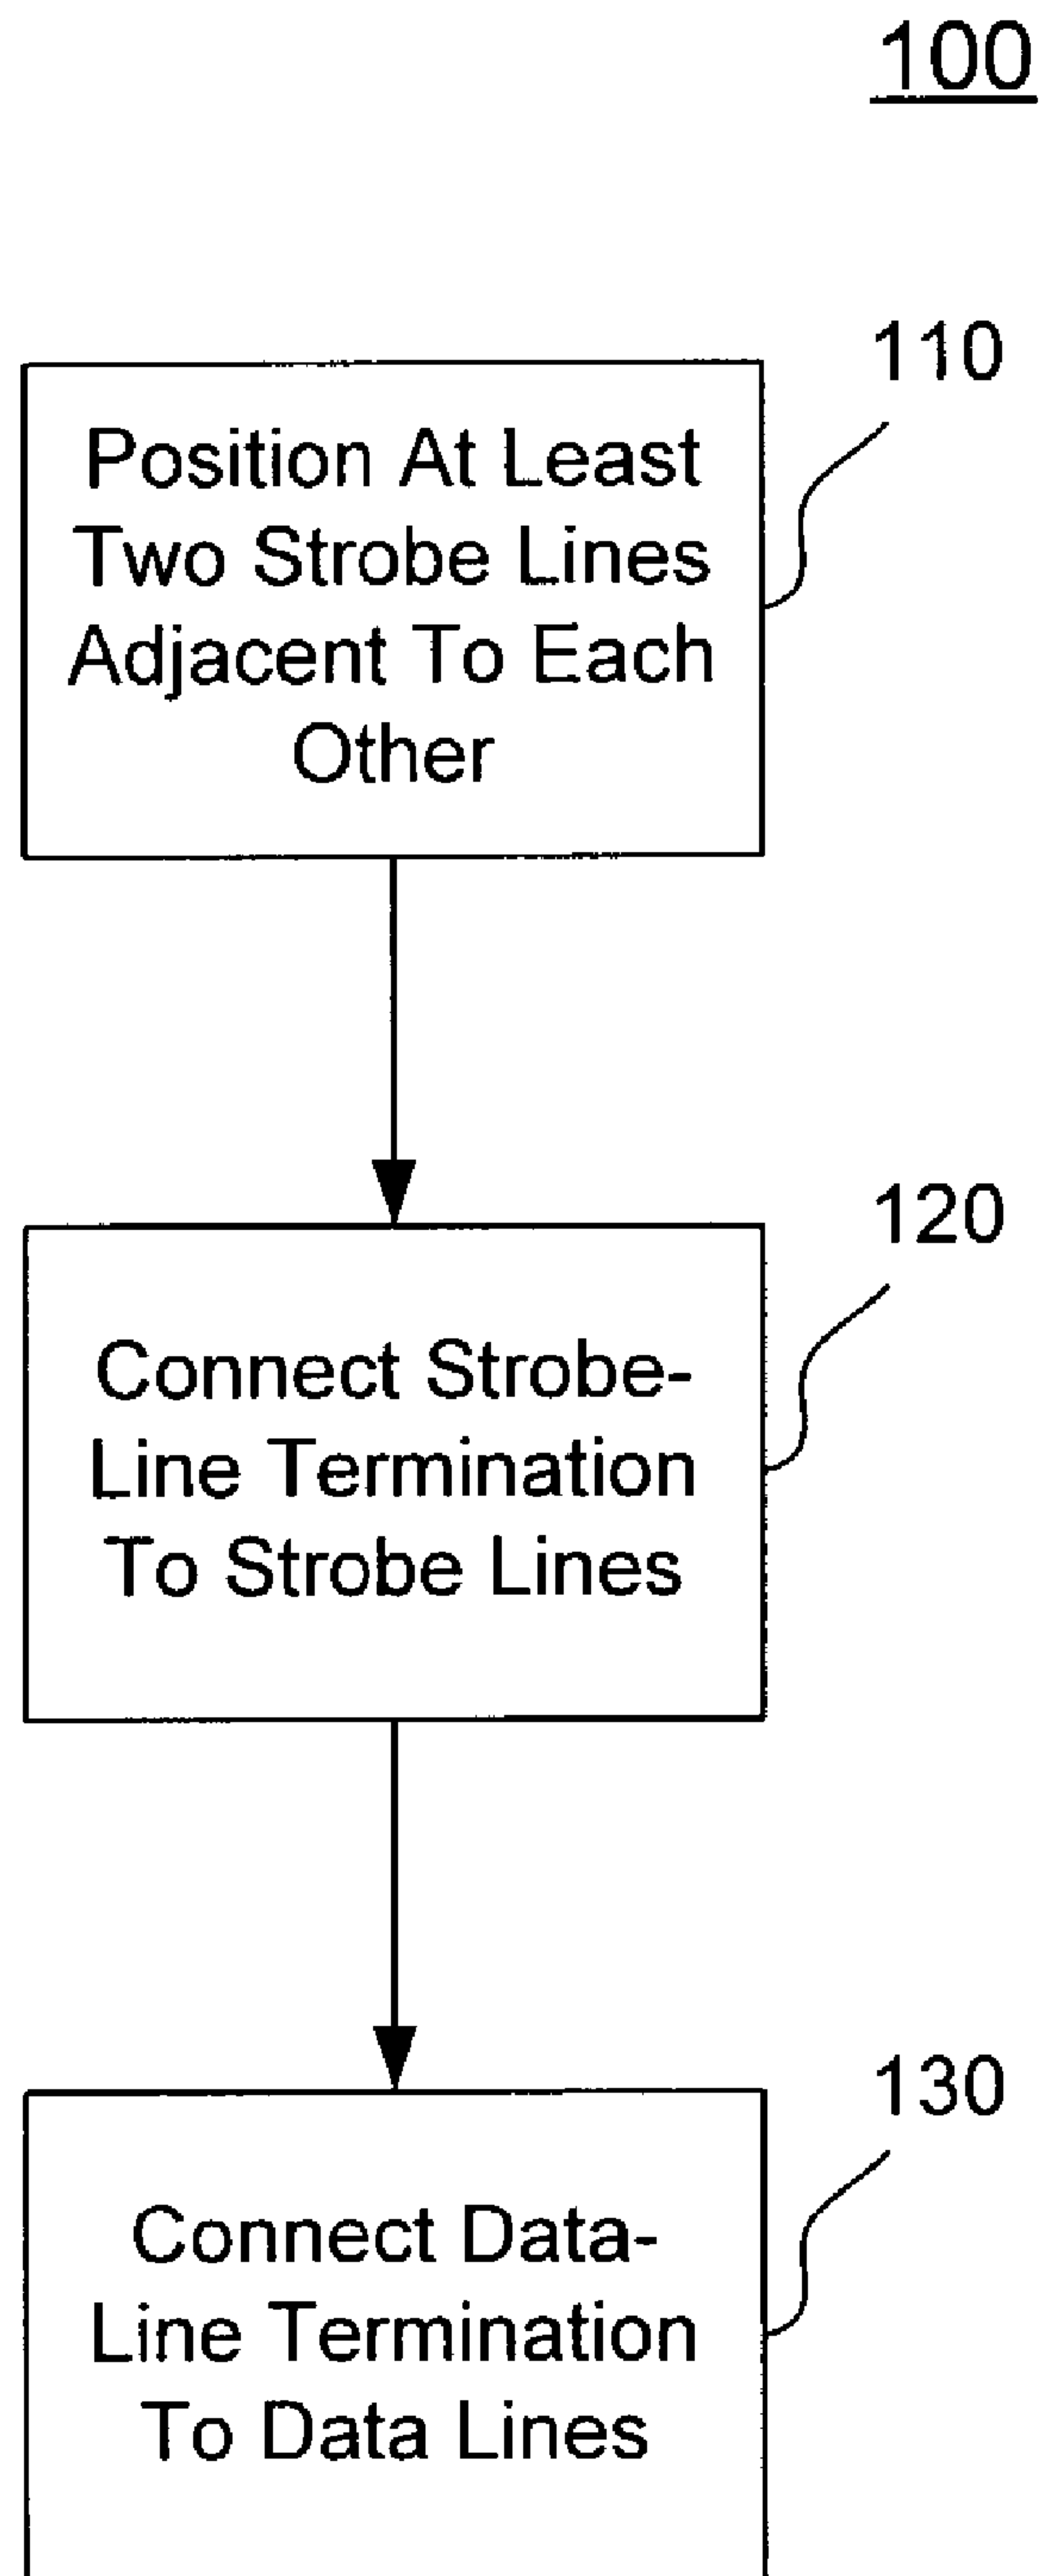 100
110
Position At Least
Two Strobe Lines
Adjacent To Each
Other
120
Connect Strobe-
Line Termination
To Strobe Lines
130
Connect Data-
Line Termination
To Data Lines